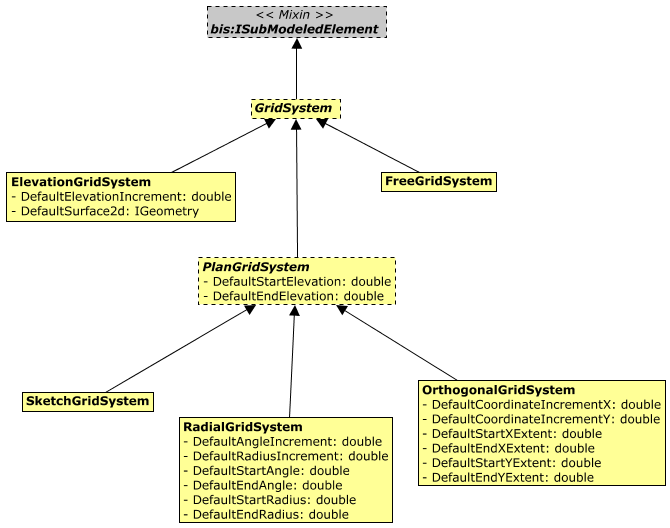 << Mixin >>
bis:ISubModeledElement
GridSystem
ElevationGridSystem
- DefaultElevationIncrement: double
- DefaultSurface2d: IGeometry
FreeGridSystem
PlanGridSystem
- DefaultStartElevation: double
- DefaultEndElevation: double
SketchGridSystem
RadialGridSystem
- DefaultAngleIncrement: double
- DefaultRadiusIncrement: double
- DefaultStartAngle: double
- DefaultEndAngle: double
- DefaultStartRadius: double
- DefaultEndRadius: double
OrthogonalGridSystem
- DefaultCoordinateIncrementX: double
- DefaultCoordinateIncrementY: double
- DefaultStartXExtent: double
- DefaultEndXExtent: double
- DefaultStartYExtent: double
- DefaultEndYExtent: double